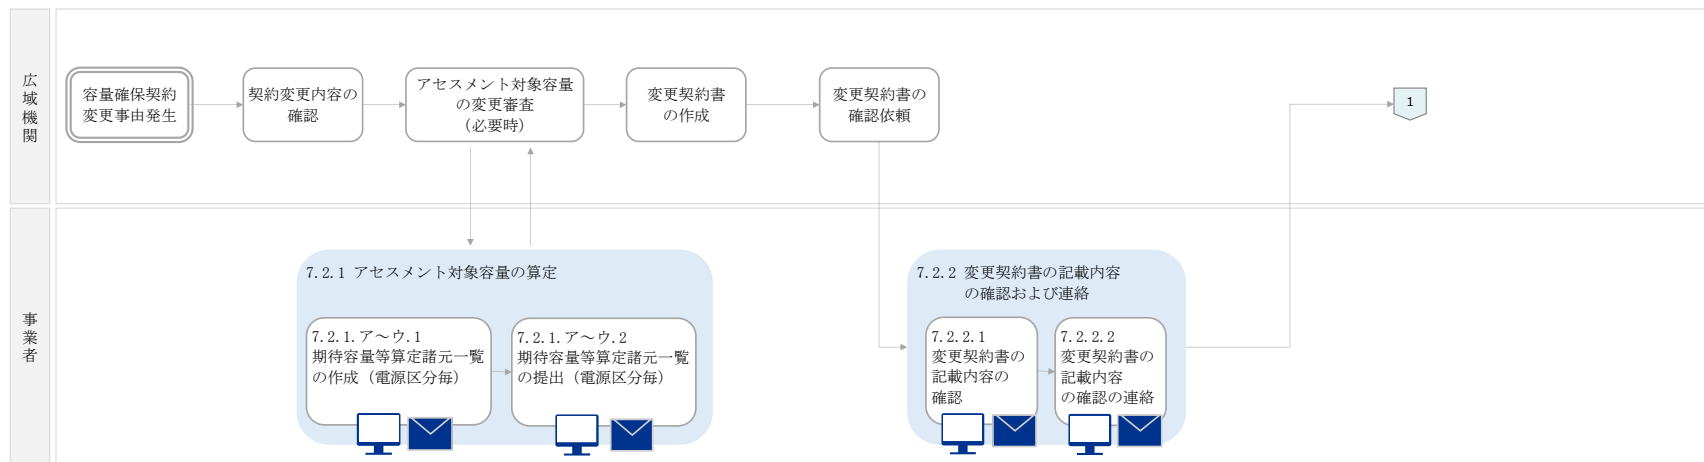 広域機関
容量確保契約
変更事由発生
契約変更内容の
確認
アセスメント対象容量
の変更審査
（必要時）
変更契約書
の作成
変更契約書の
確認依頼
1
事業者
7.2.1 アセスメント対象容量の算定
7.2.1.ア～ウ.1
期待容量等算定諸元一覧
の作成（電源区分毎）
7.2.1.ア～ウ.2
期待容量等算定諸元一覧
の提出（電源区分毎）
7.2.2 変更契約書の記載内容
の確認および連絡
7.2.2.1
変更契約書の
記載内容の
確認
7.2.2.2
変更契約書の
記載内容
の確認の連絡